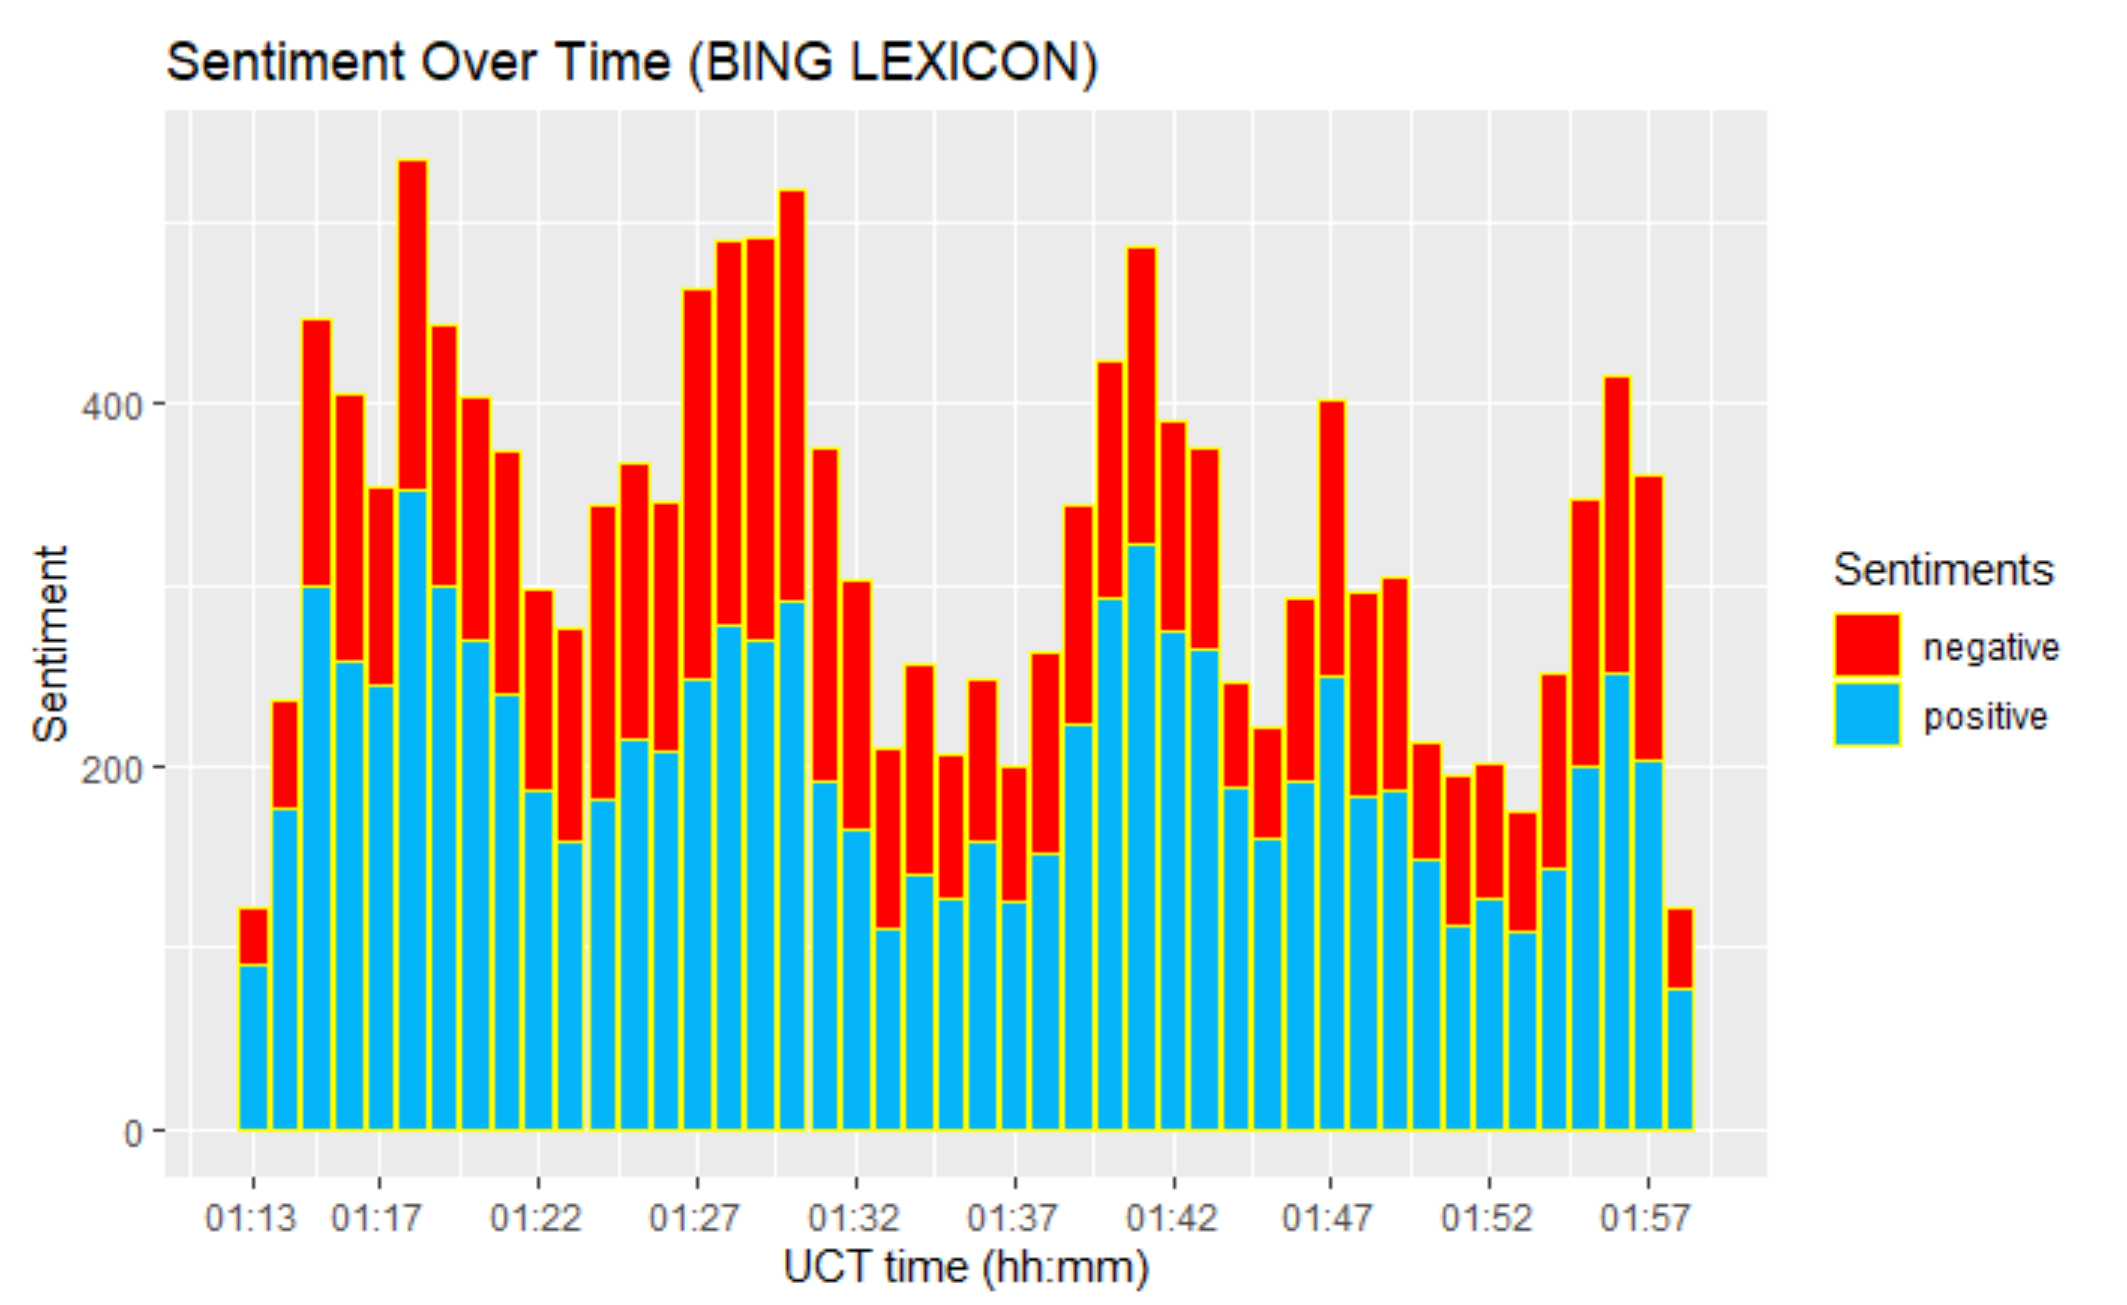 Sentiment Over Time (BING LEXICON)
Sentiment
400
200
0
01:13 01:17 01:22 01:27 01:32 01:37 01:42 01:47 01:52 01:57
UCT time (hh:mm)
Sentiments
negative
positive